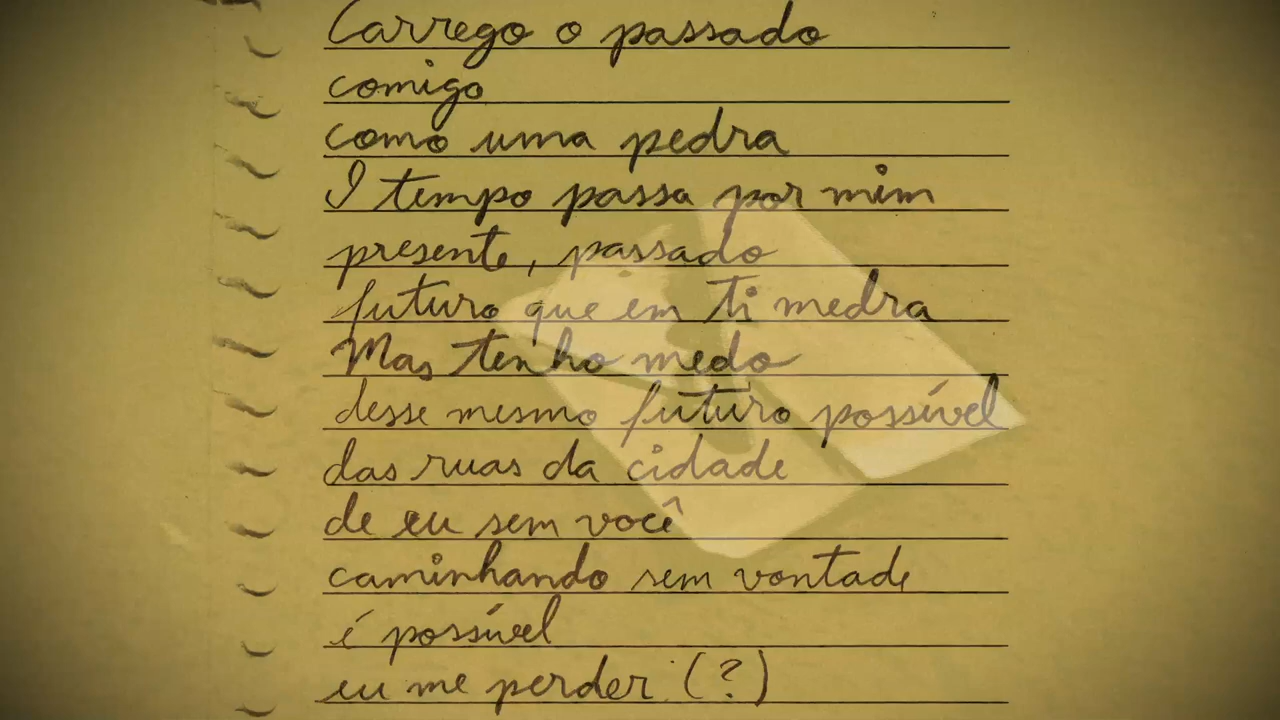 Carrego o passado
comigo
como uma pedra
O tempo passa por mim
presente, passado
futuro que em ti medra
Mas tenho medo
desse mesmo futuro possível
das ruas da cidade
de eu sem você
caminhando sem vontade
é possível
eu me perder (?)